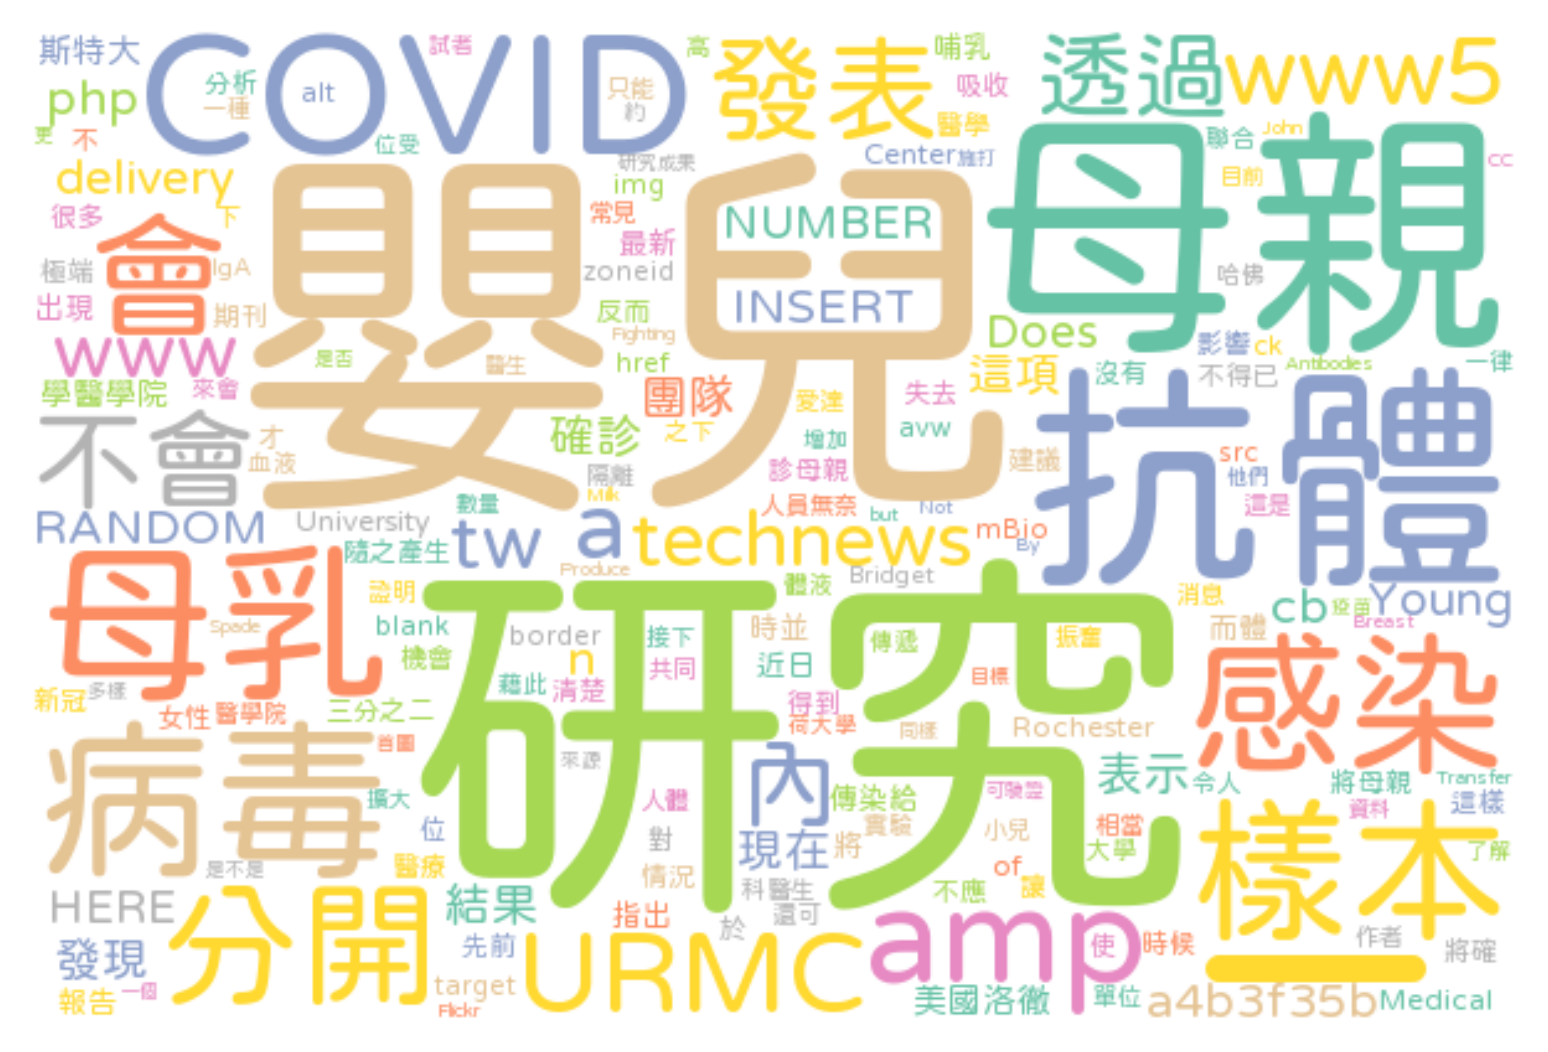 斯特大
COVID
試者
高
發表
哺乳
透過
www5
php
分析
一種
alt
只能
約
吸收
醫學
更
不
位受
研究成果
Center
施打
聯合
John
cc
delivery
嬰兒
img
母親
目前
很多
下
常見
NUMBER
會
最新
極端
IgA
zoneid
哈佛
出現
期刊
反而
INSERT
Fighting
Does
www
是否
醫生
href
這項
沒有
影響
ck
不得已
Antibodies
一律
學醫學院
來會
團隊
愛達
失去
抗體
不會
才
血液
確診
之下
增加
avw
隔離
診母親
建議
src
他們
Milk
數量
人員無奈
這是
RANDOM
University
tw
a
technews
but
Not
mBio
By
隨之產生
母乳
Produce
體液
Bridget
消息
cb
疫苗
Young
證明
研究
Breast
Spade
blank
border
接下
時並
傳遞
振奮
而體
感染
機會
n
共同
近日
新冠
多樣
藉此
清楚
目標
女性
醫學院
三分之二
得到
荷大學
同樣
Rochester
病毒
首圖
來源
內
表示
令人
將母親
Transfer
擴大
人體
傳染給
可驗證
資料
這樣
位
對
實驗
小兒
相當
樣本
現在
將
大學
了解
是不是
醫療
情況
of
讓
HERE
分開
結果
科醫生
不應
指出
還可
於
amp
發現
先前
URMC
使
時候
作者
將確
報告
一個
target
一
Flickr
美國洛徹
單位
a4b3f35b
Medical